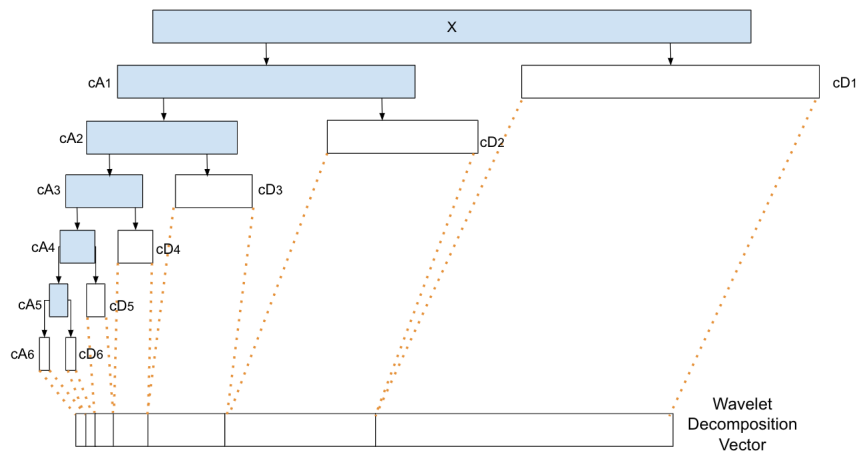 X
cA1
cD1
cA2
cD2
cA3
cD3
cA4
cD4
cA5
cD5
cA6
cD6
Wavelet
Decomposition
Vector